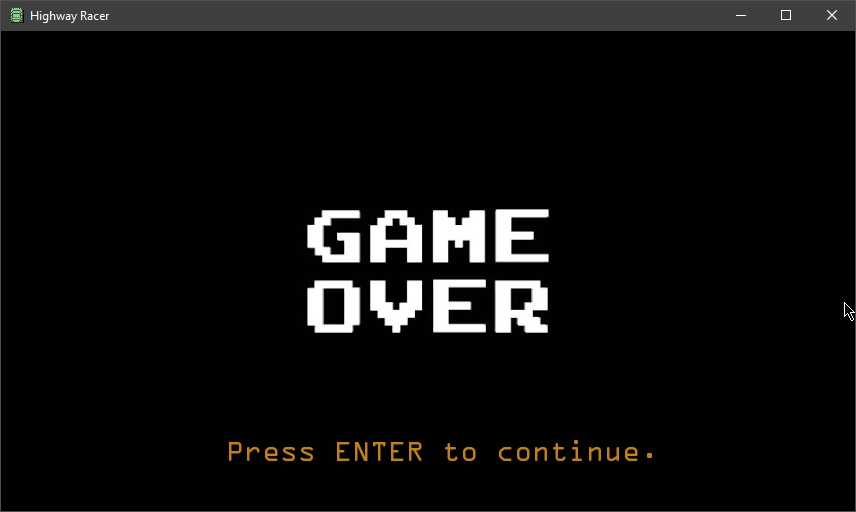 Highway Racer
GAME
OVER
Press ENTER to continue.